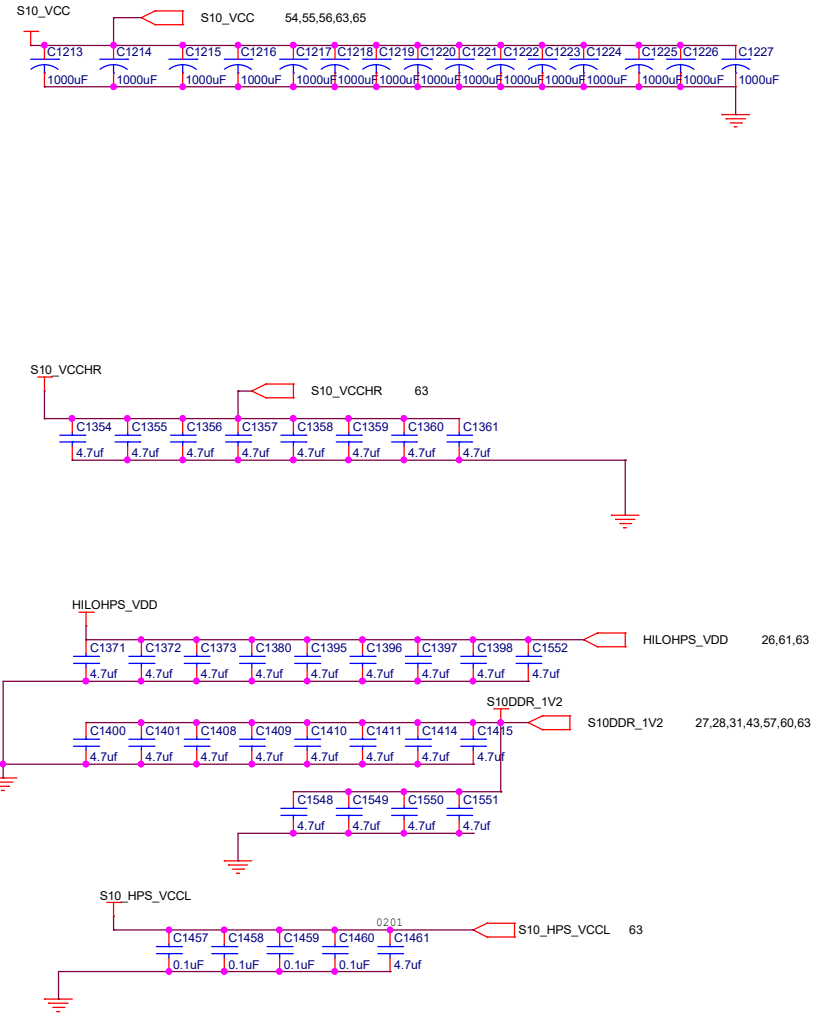 S10_VCC
S10_VCC 54,55,56,63,65
C1213 C1214 C1215 C1216 C1217 C1218 C1219 C1220 C1221 C1222 C1223 C1224 C1225 C1226 C1227
1000uF 1000uF 1000uF 1000uF 1000uF 1000uF 1000uF 1000uF 1000uF 1000uF 1000uF 1000uF 1000uF 1000uF 1000uF
S10_VCCHR
S10_VCCHR 63
C1354 C1355 C1356 C1357 C1358 C1359 C1360 C1361
4.7uf 4.7uf 4.7uf 4.7uf 4.7uf 4.7uf 4.7uf 4.7uf
HILOHPS_VDD
HILOHPS_VDD 26,61,63
C1371 C1372 C1373 C1380 C1395 C1396 C1397 C1398 C1552
4.7uf 4.7uf 4.7uf 4.7uf 4.7uf 4.7uf 4.7uf 4.7uf 4.7uf
S10DDR_1V2
S10DDR_1V2 27,28,31,43,57,60,63
C1400 C1401 C1408 C1409 C1410 C1411 C1414 C1415
4.7uf 4.7uf 4.7uf 4.7uf 4.7uf 4.7uf 4.7uf 4.7uf
C1548 C1549 C1550 C1551
4.7uf 4.7uf 4.7uf 4.7uf
S10_HPS_VCCL
0201
S10_HPS_VCCL 63
C1457 C1458 C1459 C1460 C1461
0.1uF 0.1uF 0.1uF 0.1uF 4.7uf